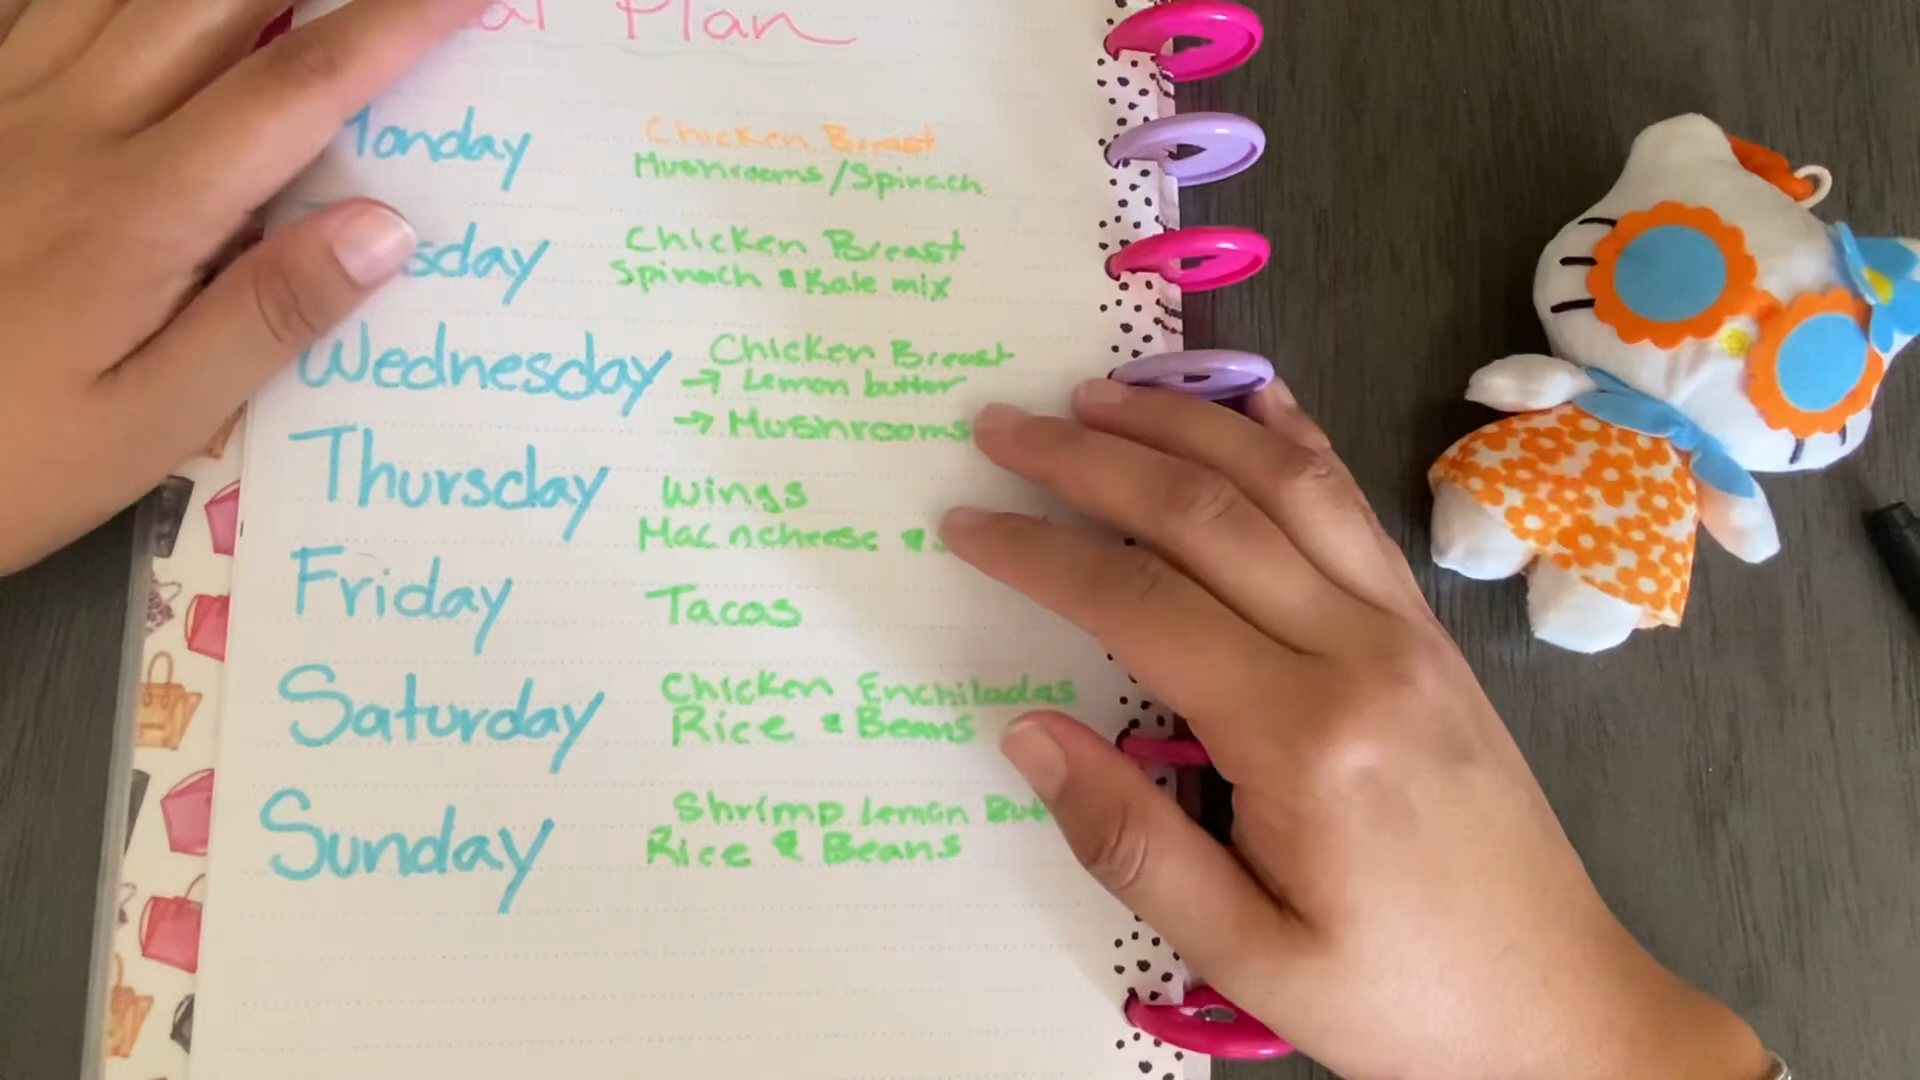 Plan
Monday
Chicken Breast
Mushrooms/Spinach
Chicken Breast
Spinach & Kale mix
Wednesday
Chicken Breast
→ Lemon butter
→ Mushrooms
Thursday
Wings
Mac ncheese &
Friday
Tacos
Saturday
Chicken Enchiladas
Rice & Beans
Sunday
Shrimp Lemon
Rice & Beans